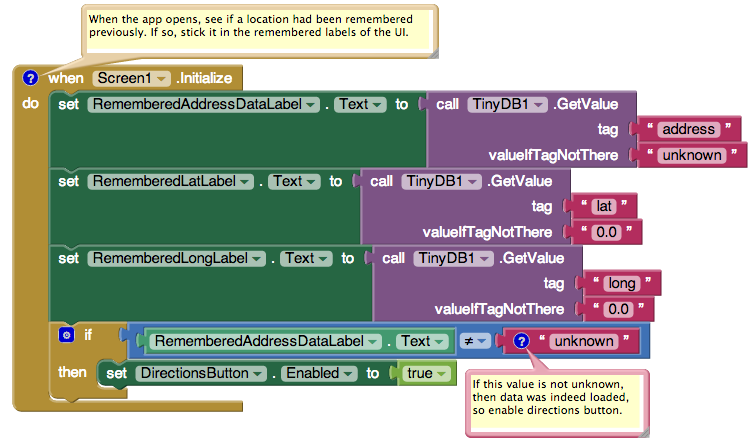 When the app opens, see if a location had been remembered
previously. If so, stick it in the remembered labels of the UI.
? when Screen1 .Initialize
do set RememberedAddressDataLabel . Text to call TinyDB1 .GetValue
tag " address "
valueIfTagNotThere " unknown "
set RememberedLatLabel . Text to call TinyDB1 .GetValue
tag " lat "
valueIfTagNotThere " 0.0 "
set RememberedLongLabel . Text to call TinyDB1 .GetValue
tag " long "
valueIfTagNotThere " 0.0 "
if RememberedAddressDataLabel . Text ≠ ? " unknown "
then set DirectionsButton . Enabled to true
If this value is not unknown,
then data was indeed loaded,
so enable directions button.